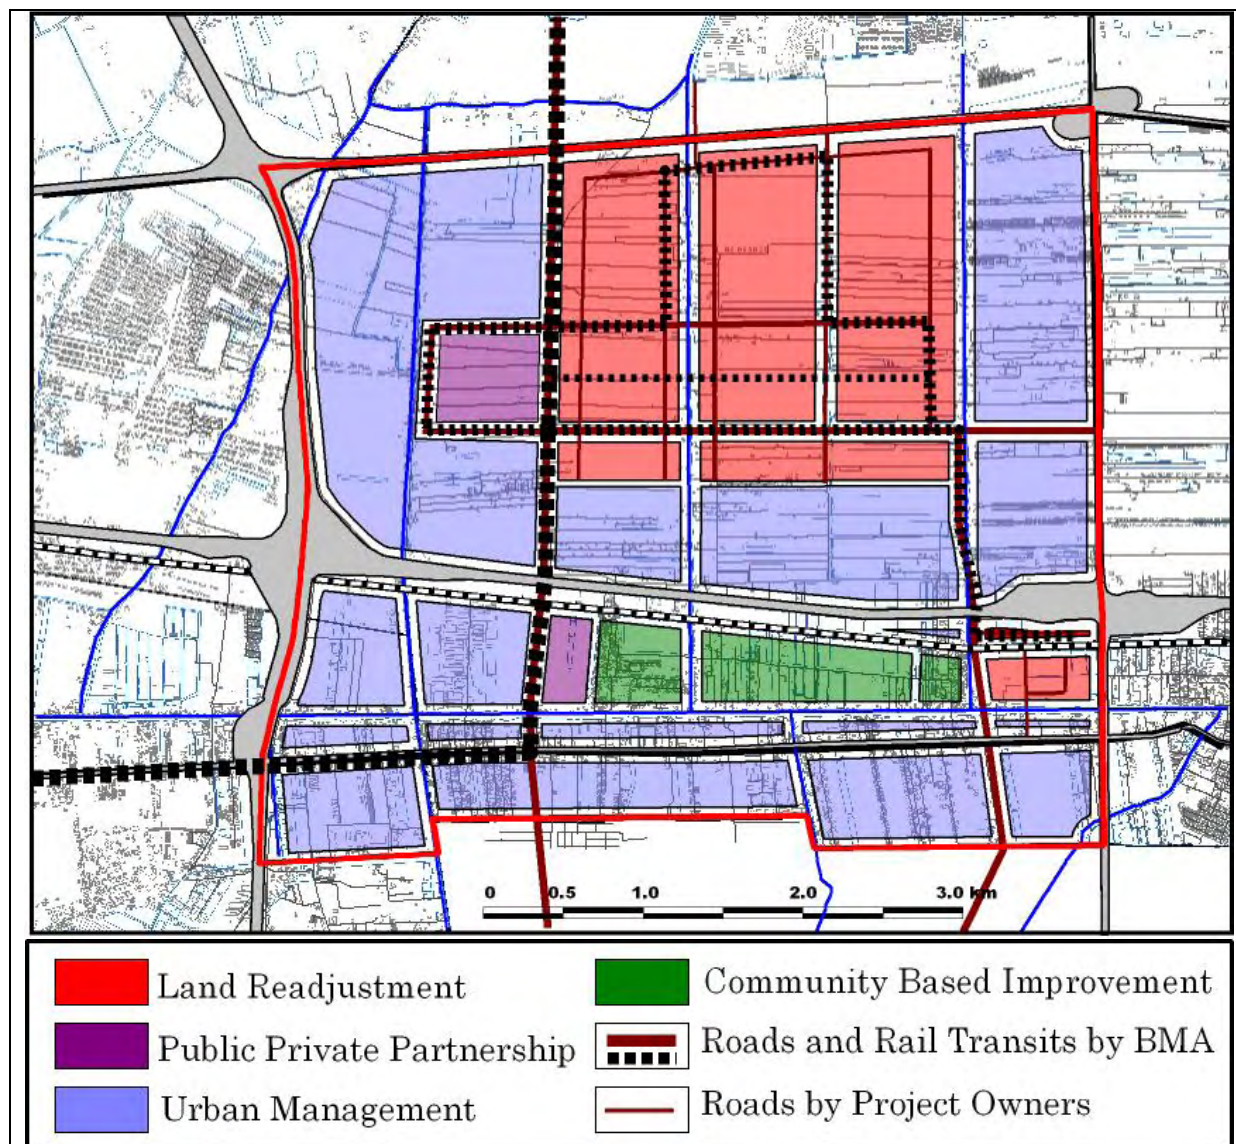 0 0.5 1.0 2.0 3.0 km
Land Readjustment
Community Based Improvement
Public Private Partnership
Roads and Rail Transits by BMA
Urban Management
Roads by Project Owners